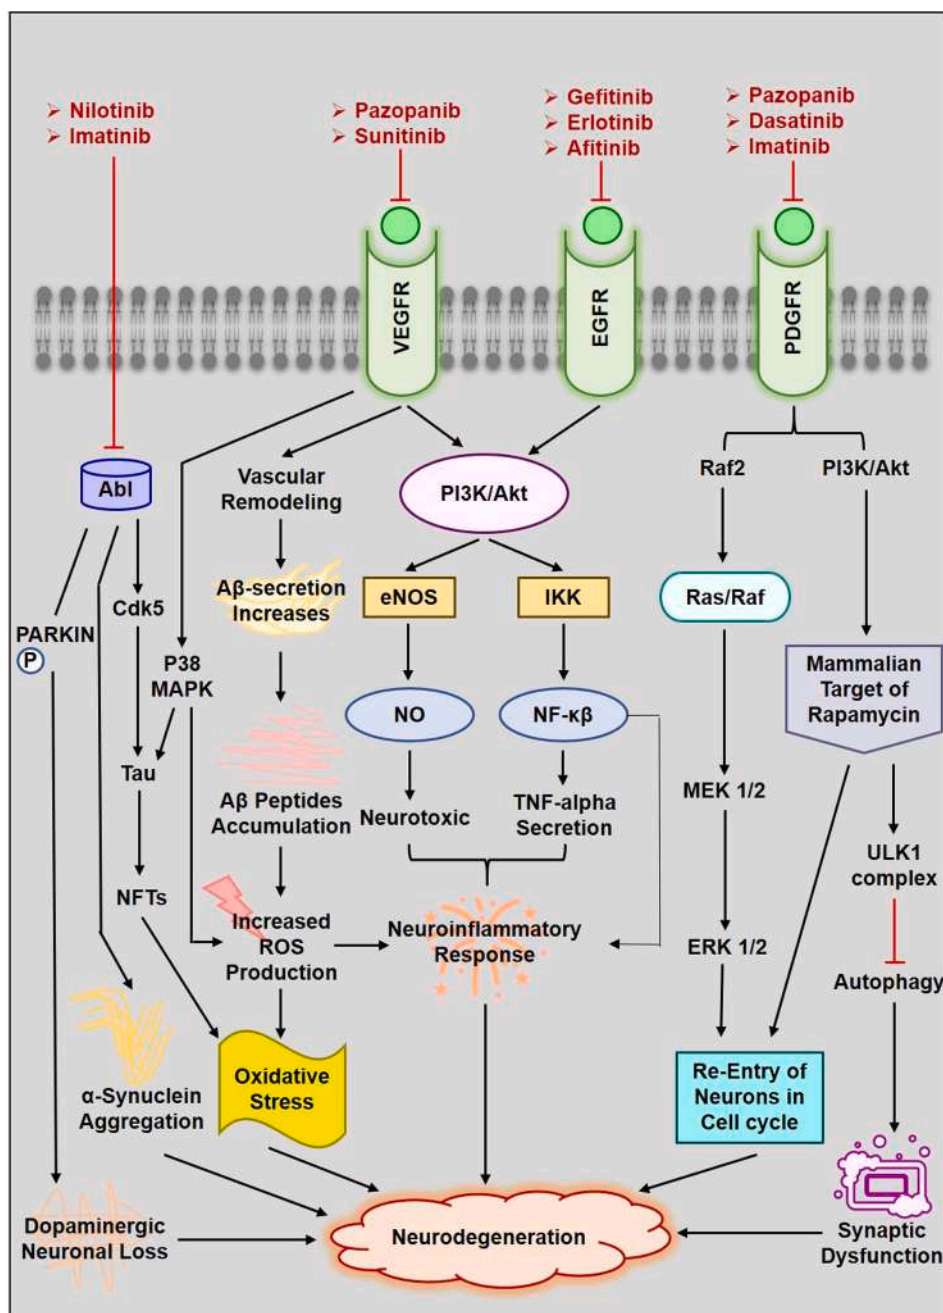 Nilotinib
Imatinib
Pazopanib
Sunitinib
Gefitinib
Erlotinib
Afitinib
Pazopanib
Dasatinib
Imatinib
VEGFR
EGFR
PDGFR
Abl
Vascular
Remodeling
PI3K/Akt
Raf2
PI3K/Akt
Aβ-secretion
Increases
eNOS
IKK
Ras/Raf
Cdk5
PARKIN
P
P38
MAPK
NO
NF-κβ
Mammalian
Target of
Rapamycin
Tau
Aβ Peptides
Accumulation
Neurotoxic
TNF-alpha
Secretion
MEK 1/2
ULK1
complex
NFTs
Increased
ROS
Production
Neuroinflammatory
Response
ERK 1/2
Autophagy
α-Synuclein
Aggregation
Oxidative
Stress
Re-Entry of
Neurons in
Cell cycle
Dopaminergic
Neuronal Loss
Neurodegeneration
Synaptic
Dysfunction